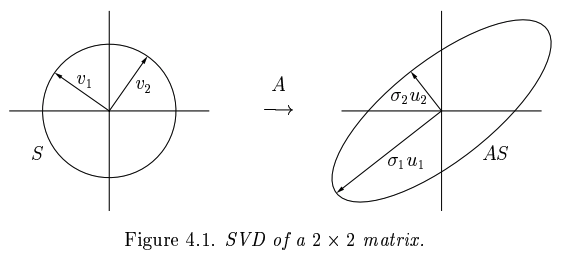 A
v₁
v₂
σ₂u₂
S
σ₁u₁
AS
Figure 4.1. SVD of a 2 × 2 matrix.